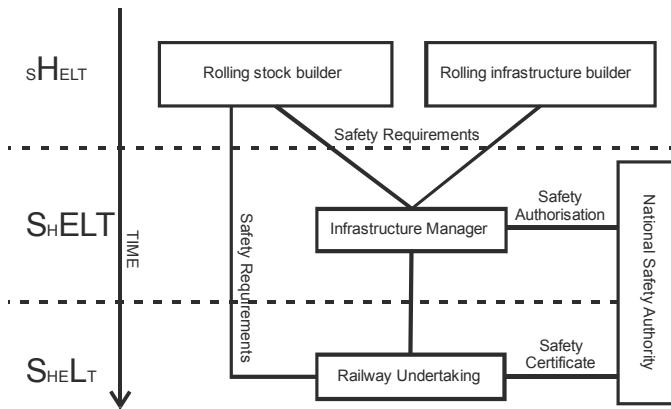 SHELT
Rolling stock builder
Rolling infrastructure builder
Safety Requirements
SHELT
TIME
Safety Requirements
Infrastructure Manager
Safety
Authorisation
National Safety Authority
SHELT
Railway Undertaking
Safety
Certificate